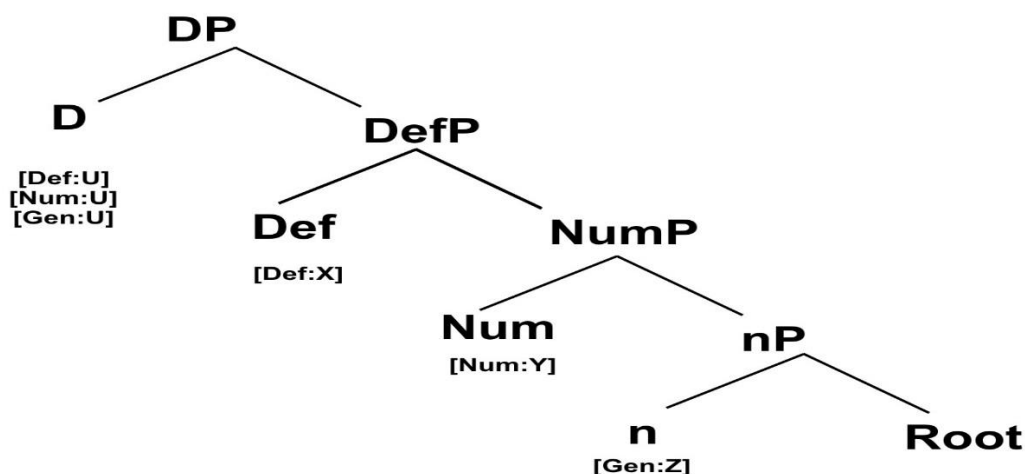 DP
D
DefP
[Def:U]
[Num:U]
[Gen:U]
Def
NumP
[Def:X]
Num
nP
[Num:Y]
n
Root
[Gen:Z]